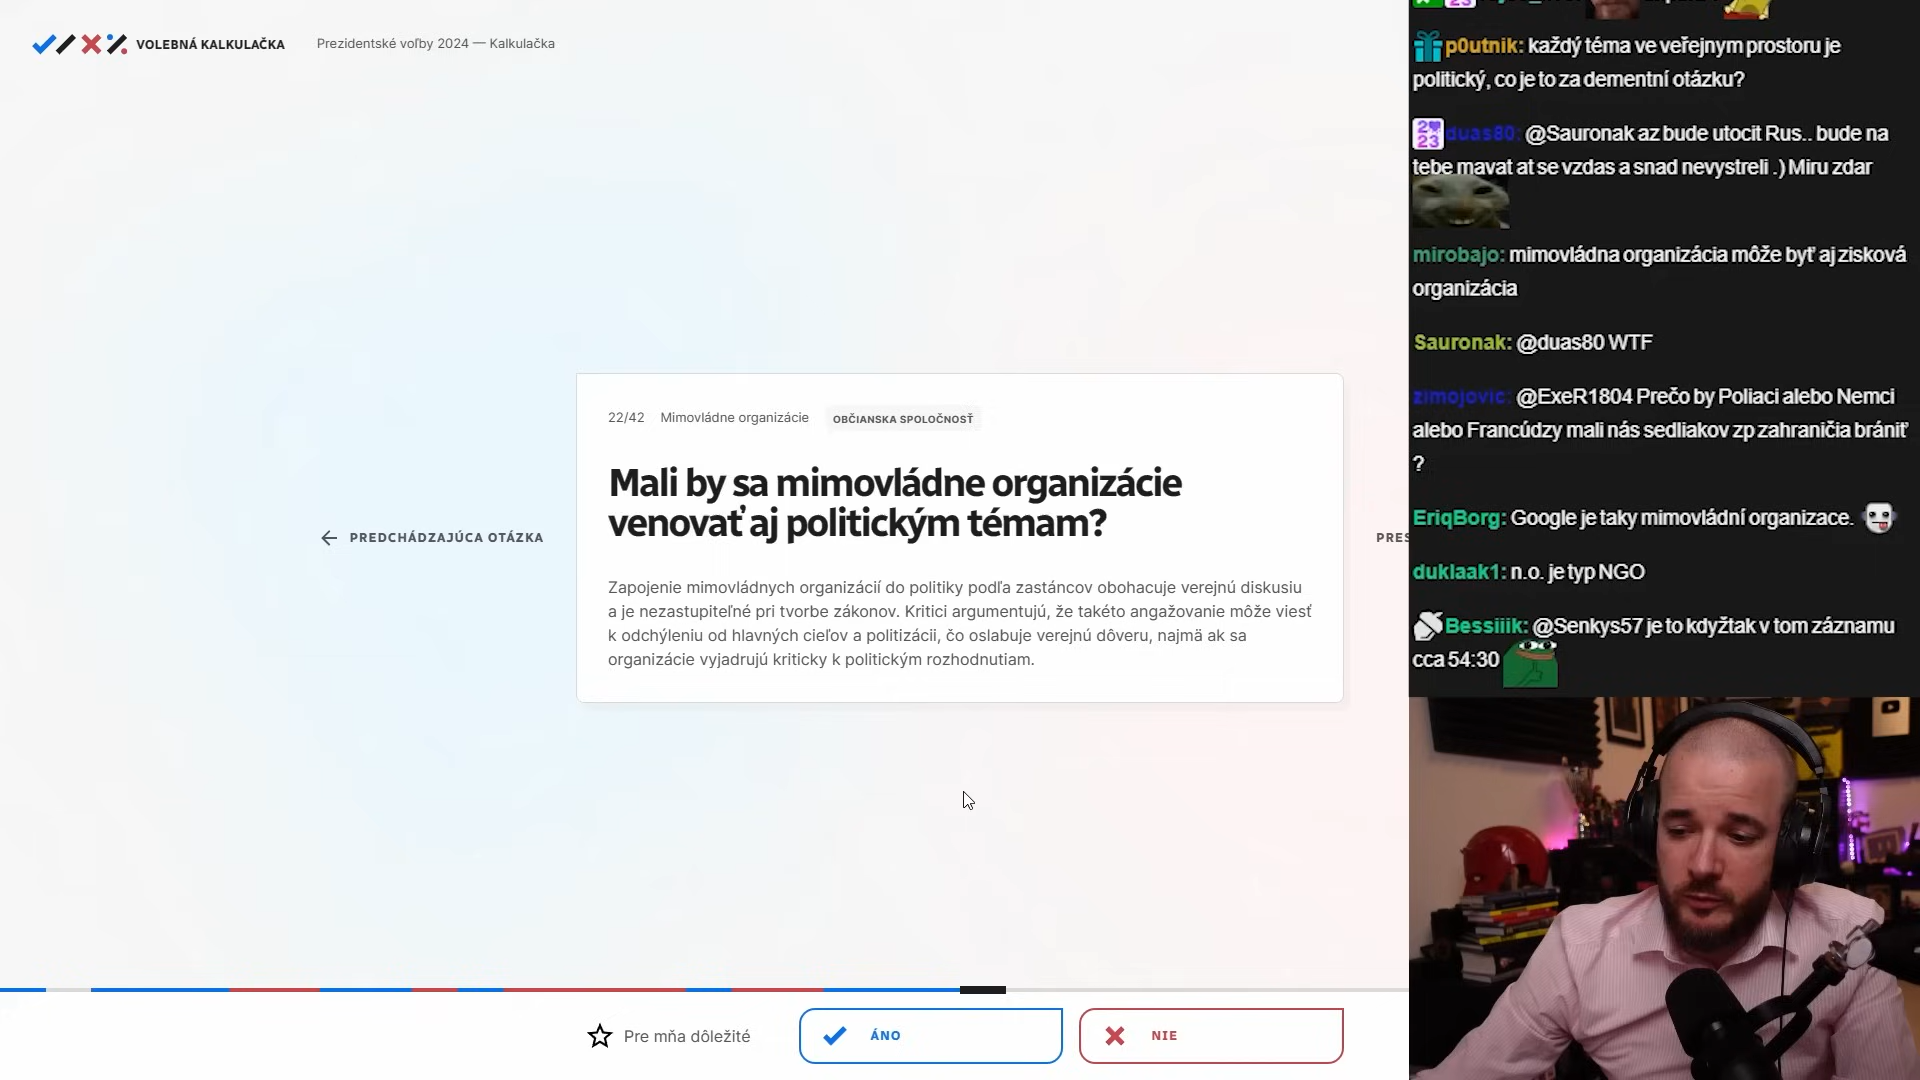 VOLEBNÁ KALKULAČKA
Prezidentské voľby 2024 — Kalkulačka
22/42 Mimovládne organizácie OBČIANSKA SPOLOČNOSŤ
Mali by sa mimovládne organizácie
venovať aj politickým témam?
Zapojenie mimovládnych organizácií do politiky podľa zastáncov obohacuje verejnú diskusiu
a je nezastupiteľné pri tvorbe zákonov. Kritici argumentujú, že takéto angažovanie môže viesť
k odchýleniu od hlavných cieľov a politizácii, čo oslabuje verejnú dôveru, najmä ak sa
organizácie vyjadrujú kriticky k politickým rozhodnutiam.
PREDCHÁDZAJÚCA OTÁZKA
PRES
Pre mňa dôležité
ÁNO
NIE
p0utnik: každý téma ve veřejnym prostoru je
politický, co je to za dementní otázku?
duas80: @Sauronak az bude utocit Rus.. bude na
tebe mavat at se vzdas a snad nevystreli .) Miru zdar
mirobajo: mimovládna organizácia môže byť aj zisková
organizácia
Sauronak: @duas80 WTF
zimojovic: @ExeR1804 Prečo by Poliaci alebo Nemci
alebo Francúdzy mali nás sedliakov zp zahraničia brániť
?
EriqBorg: Google je taky mimovládní organizace.
duklaak1: n.o. je typ NGO
Bessiiik: @Senkys57 je to kdyžtak v tom záznamu
cca 54:30